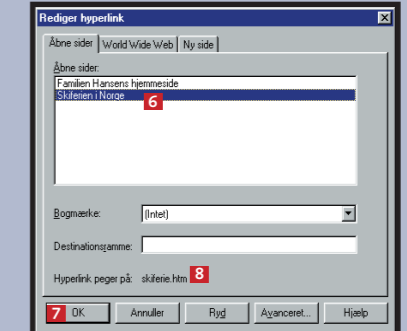 Rediger hyperlink
Åbne sider World Wide Web Ny side
Åbne sider:
Familien Hansens hjemmeside
Skiferien i Norge
6
Bogmærke: (Intet)
Destinationsramme:
Hyperlink peger på: skiferie.htm 8
7 OK Annuller Ryd Avanceret... Hjælp